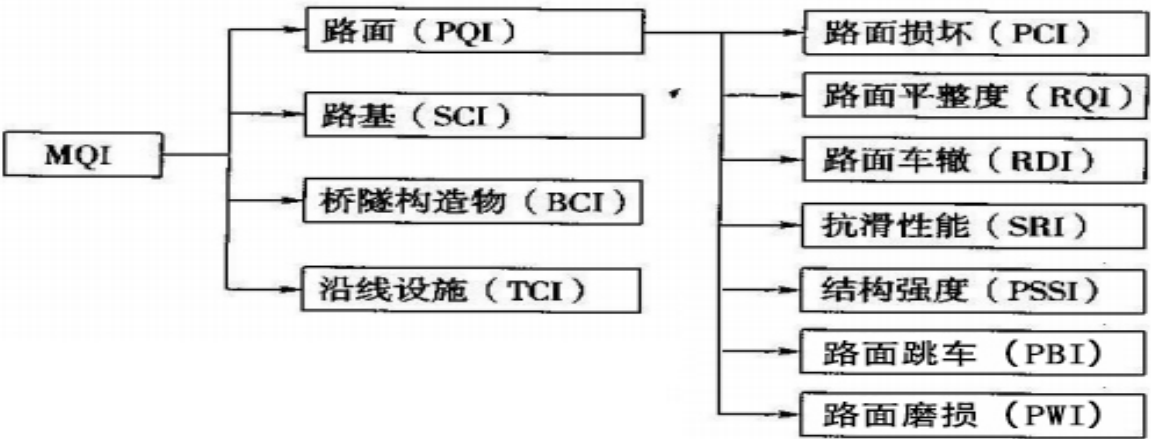 MQI
路面（PQI）
路基（SCI）
桥隧构造物（BCI）
沿线设施（TCI）
路面损坏（PCI）
路面平整度（RQI）
路面车辙（RDI）
抗滑性能（SRI）
结构强度（PSSI）
路面跳车（PBI）
路面磨损（PWI）